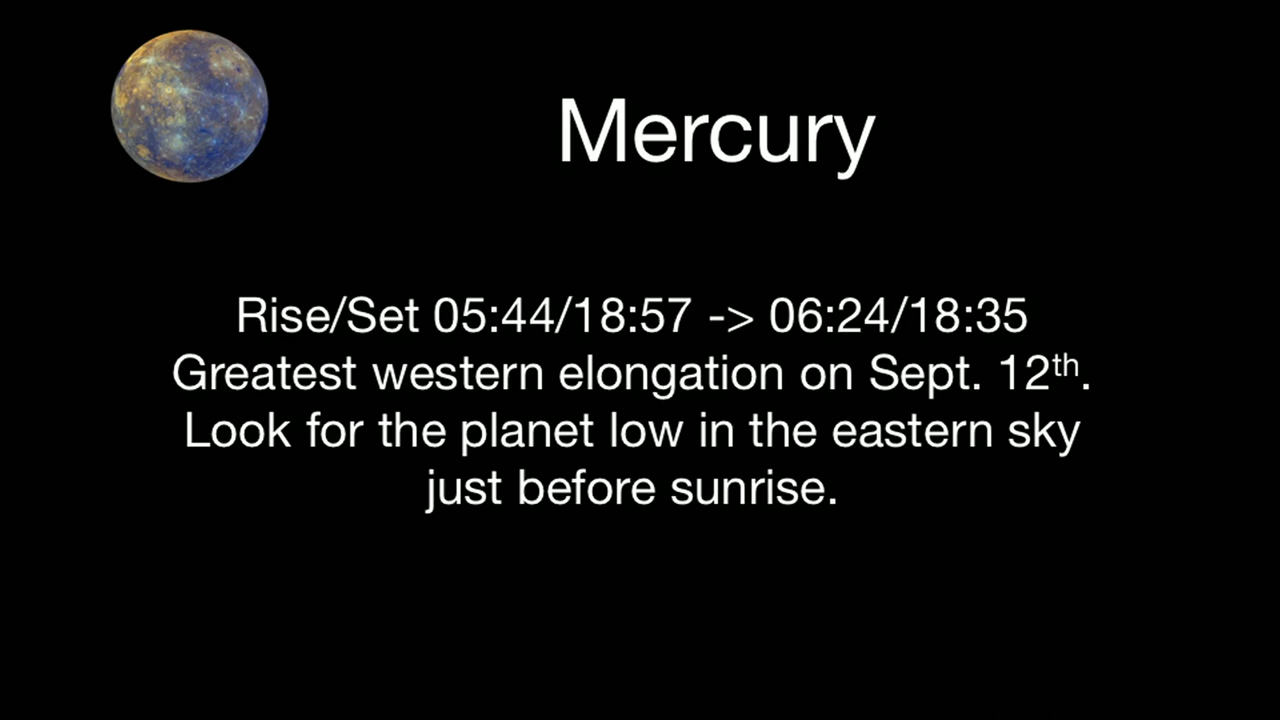 Mercury
Rise/Set 05:44/18:57 -> 06:24/18:35
Greatest western elongation on Sept. 12th.
Look for the planet low in the eastern sky
just before sunrise.